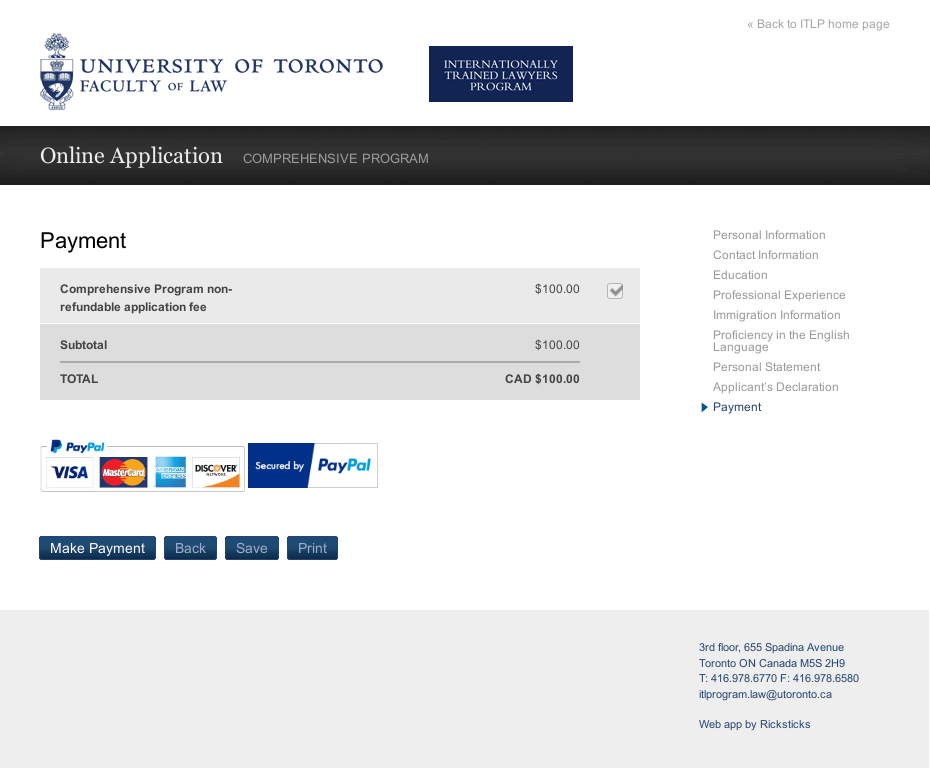 « Back to ITLP home page
UNIVERSITY OF TORONTO
FACULTY OF LAW
INTERNATIONALLY
TRAINED LAWYERS
PROGRAM
Online Application COMPREHENSIVE PROGRAM
Payment
Comprehensive Program non-
refundable application fee
$100.00
Subtotal $100.00
TOTAL CAD $100.00
PayPal
VISA MasterCard AMERICAN EXPRESS DISCOVER NETWORK
Secured by PayPal
Make Payment Back Save Print
Personal Information
Contact Information
Education
Professional Experience
Immigration Information
Proficiency in the English
Language
Personal Statement
Applicant's Declaration
Payment
3rd floor, 655 Spadina Avenue
Toronto ON Canada M5S 2H9
T: 416.978.6770 F: 416.978.6580
itlprogram.law@utoronto.ca
Web app by Ricksticks